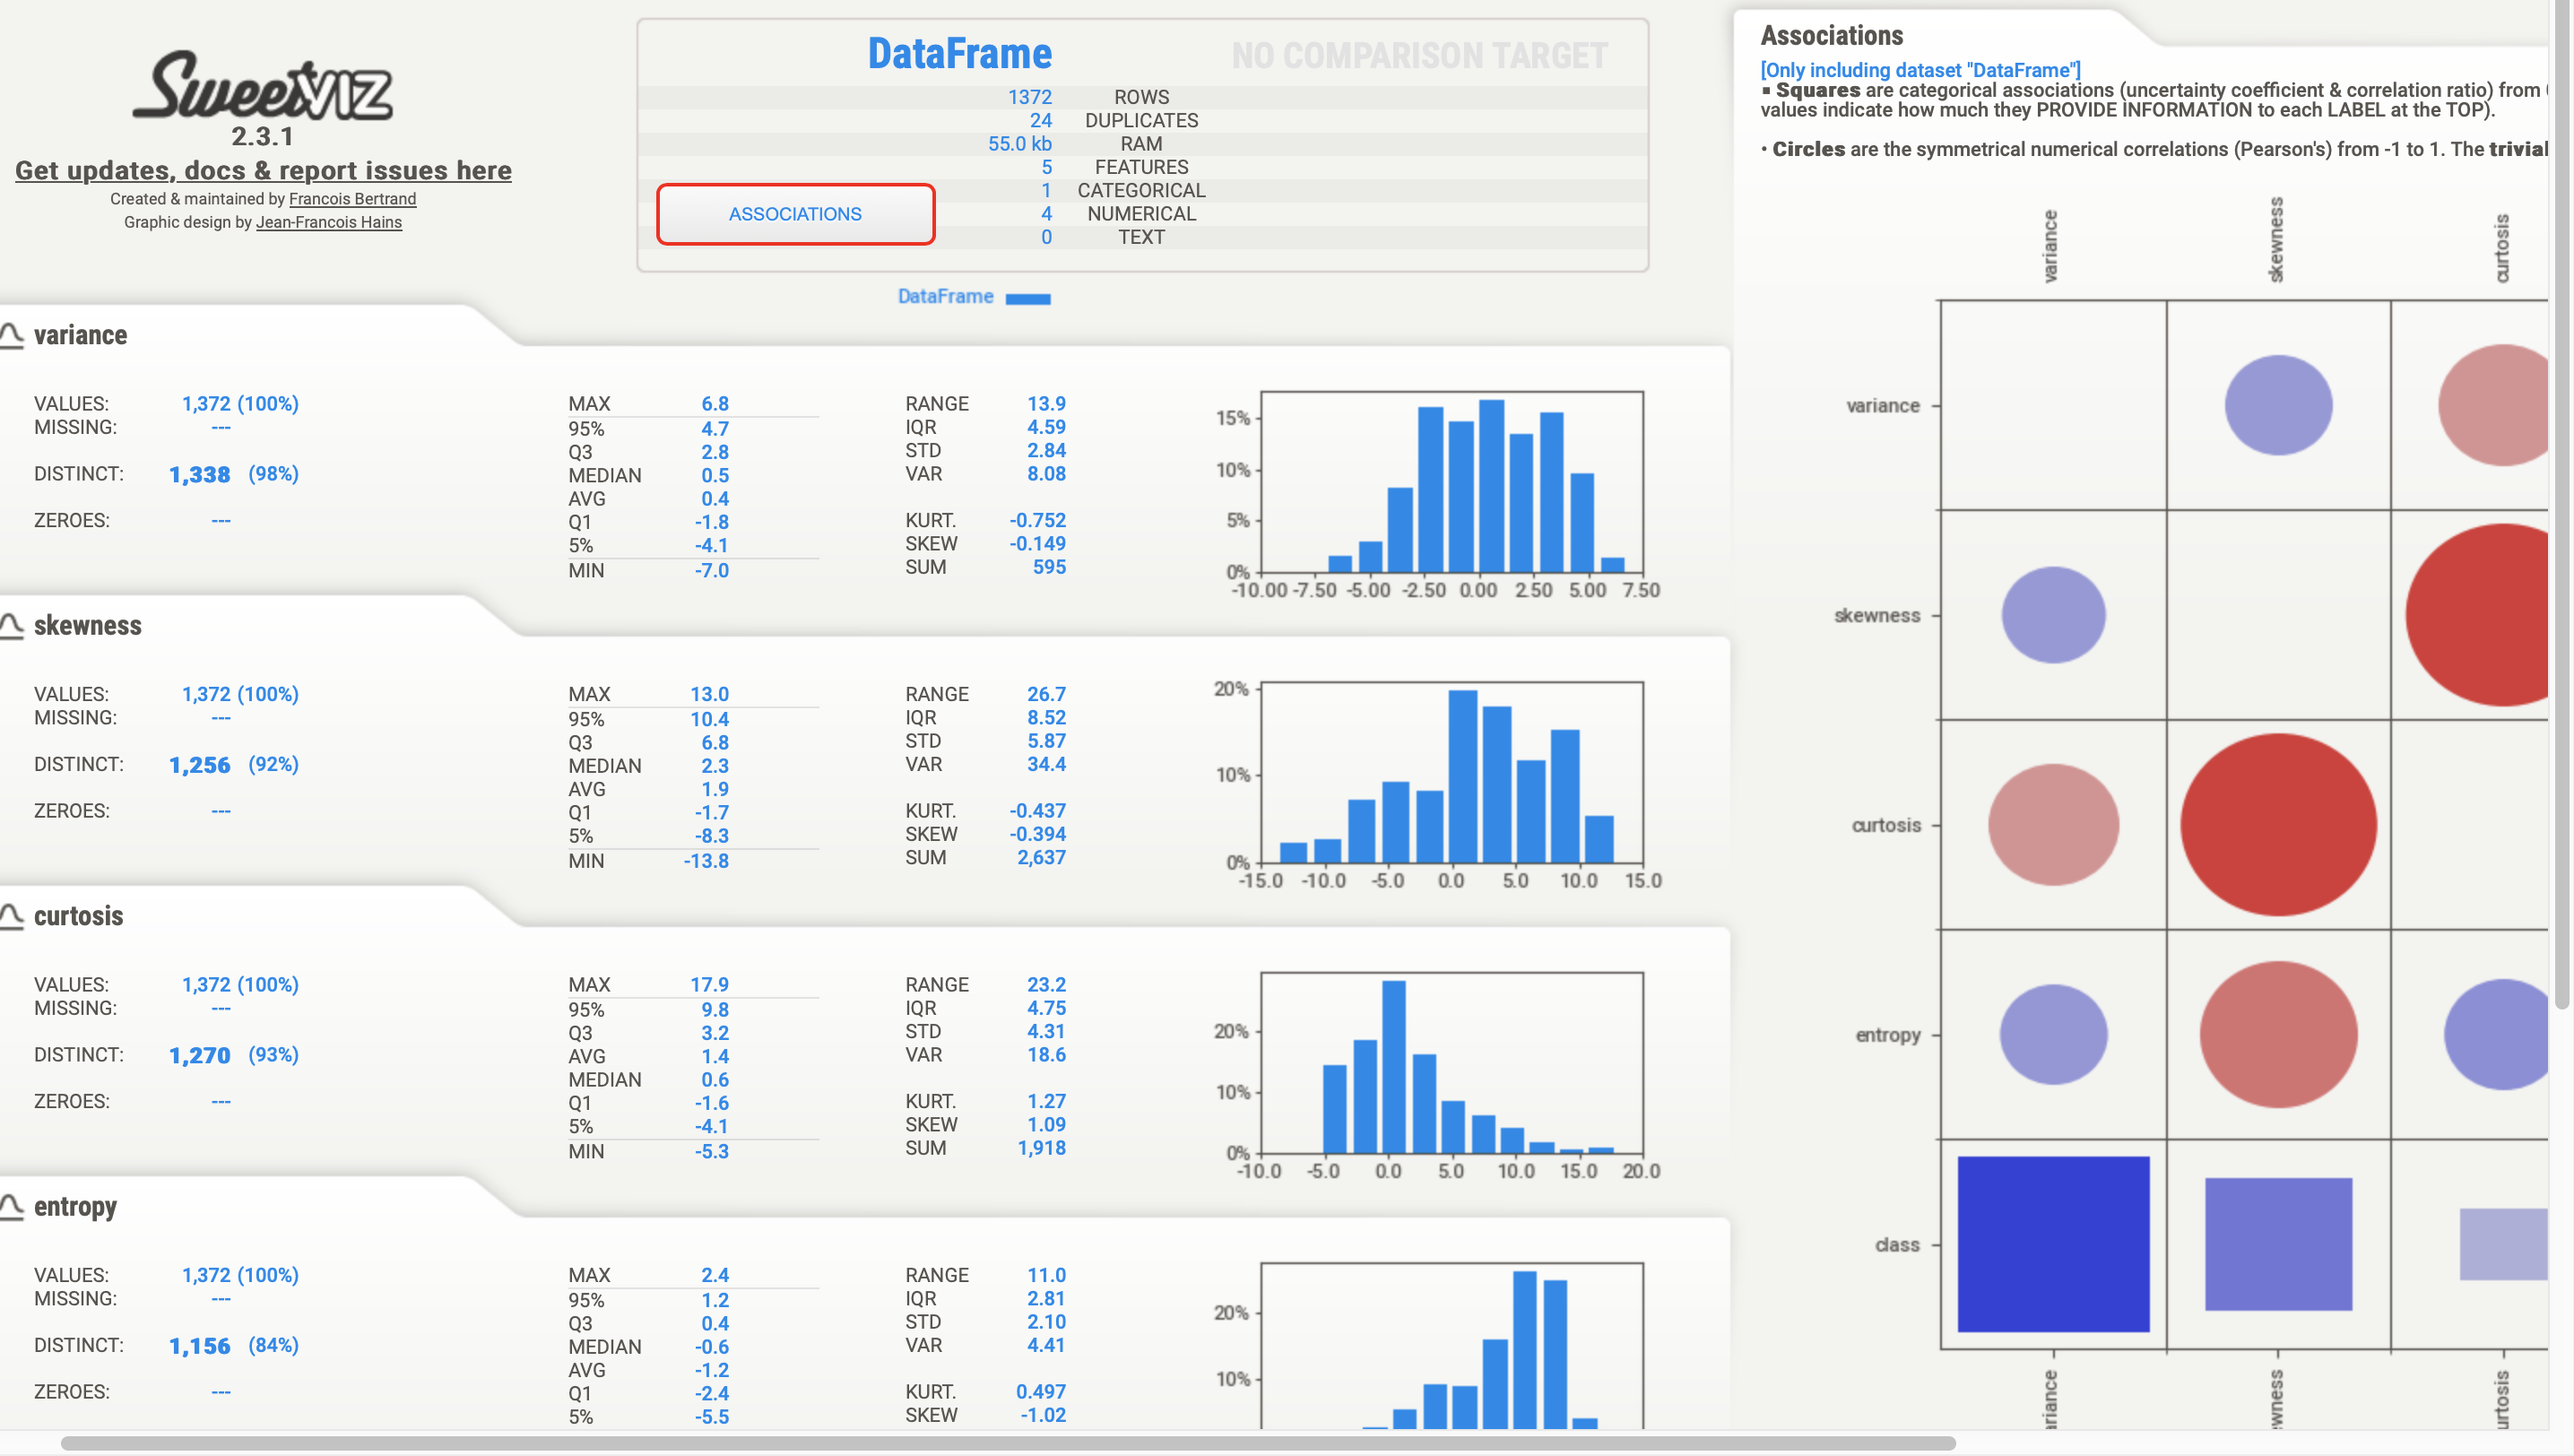 SweetVIZ
2.3.1
Get updates, docs & report issues here
Created & maintained by Francois Bertrand
Graphic design by Jean-Francois Hains
DataFrame NO COMPARISON TARGET
1372 ROWS
24 DUPLICATES
55.0 kb RAM
5 FEATURES
1 CATEGORICAL
4 NUMERICAL
0 TEXT
ASSOCIATIONS
DataFrame
variance
VALUES: 1,372 (100%)
MISSING: ---
DISTINCT: 1,338 (98%)
ZEROES: ---
MAX 6.8
95% 4.7
Q3 2.8
MEDIAN 0.5
AVG 0.4
Q1 -1.8
5% -4.1
MIN -7.0
RANGE 13.9
IQR 4.59
STD 2.84
VAR 8.08
KURT. -0.752
SKEW -0.149
SUM 595
15%
10%
5%
0%
-10.00 -7.50 -5.00 -2.50 0.00 2.50 5.00 7.50
skewness
VALUES: 1,372 (100%)
MISSING: ---
DISTINCT: 1,256 (92%)
ZEROES: ---
MAX 13.0
95% 10.4
Q3 6.8
MEDIAN 2.3
AVG 1.9
Q1 -1.7
5% -8.3
MIN -13.8
RANGE 26.7
IQR 8.52
STD 5.87
VAR 34.4
KURT. -0.437
SKEW -0.394
SUM 2,637
20%
10%
0%
-15.0 -10.0 -5.0 0.0 5.0 10.0 15.0
curtosis
VALUES: 1,372 (100%)
MISSING: ---
DISTINCT: 1,270 (93%)
ZEROES: ---
MAX 17.9
95% 9.8
Q3 3.2
AVG 1.4
MEDIAN 0.6
Q1 -1.6
5% -4.1
MIN -5.3
RANGE 23.2
IQR 4.75
STD 4.31
VAR 18.6
KURT. 1.27
SKEW 1.09
SUM 1,918
20%
10%
0%
-10.0 -5.0 0.0 5.0 10.0 15.0 20.0
entropy
VALUES: 1,372 (100%)
MISSING: ---
DISTINCT: 1,156 (84%)
ZEROES: ---
MAX 2.4
95% 1.2
Q3 0.4
MEDIAN -0.6
AVG -1.2
Q1 -2.4
5% -5.5
RANGE 11.0
IQR 2.81
STD 2.10
VAR 4.41
KURT. 0.497
SKEW -1.02
20%
10%
Associations
[Only including dataset "DataFrame"]
▪ Squares are categorical associations (uncertainty coefficient & correlation ratio) from
values indicate how much they PROVIDE INFORMATION to each LABEL at the TOP).
• Circles are the symmetrical numerical correlations (Pearson's) from -1 to 1. The trivial
variance
skewness
curtosis
variance
skewness
curtosis
entropy
class
riance
wness
urtosis